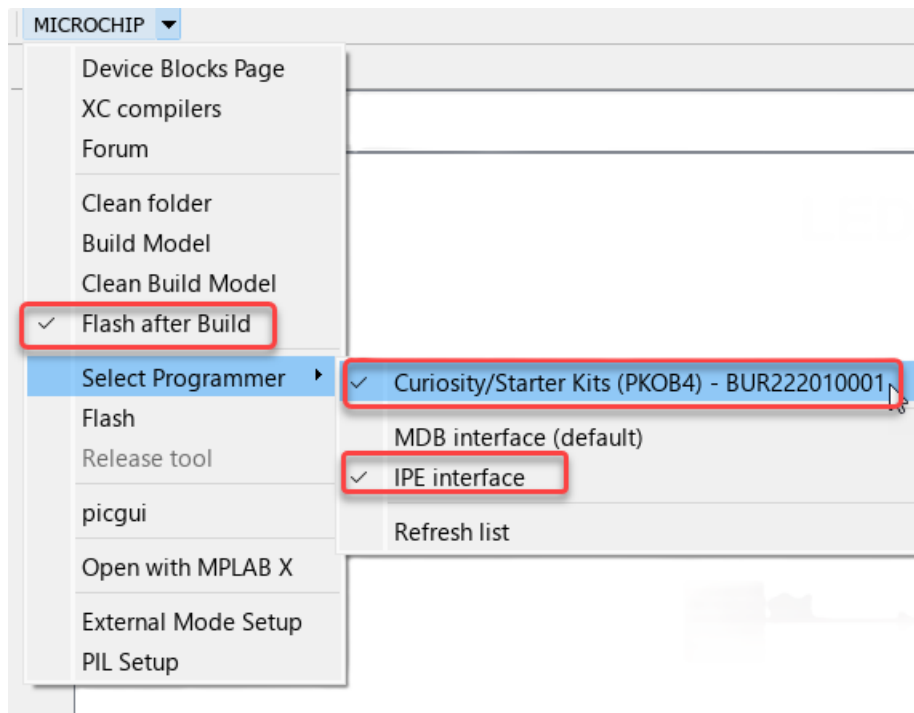 MICROCHIP
Device Blocks Page
XC compilers
Forum
Clean folder
Build Model
Clean Build Model
Flash after Build
Select Programmer
Curiosity/Starter Kits (PKOB4) - BUR222010001
Flash
MDB interface (default)
Release tool
IPE interface
picgui
Refresh list
Open with MPLAB X
External Mode Setup
PIL Setup